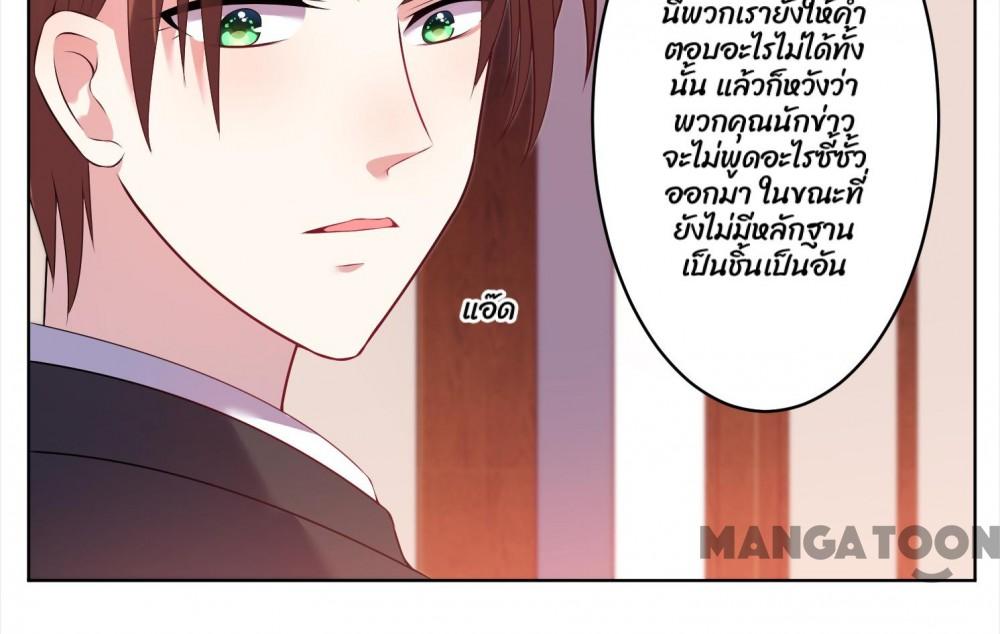 นี้พวกเรายังให้คำ
ตอบอะไรไม่ได้ทั้ง
นั้น แล้วก็หวังว่า
พวกคุณนักข่าว
จะไม่พูดอะไรซี้ซั้ว
ออกมา ในขณะที่
ยังไม่มีหลักฐาน
เป็นชิ้นเป็นอัน
แอ๊ด
MANGATOON